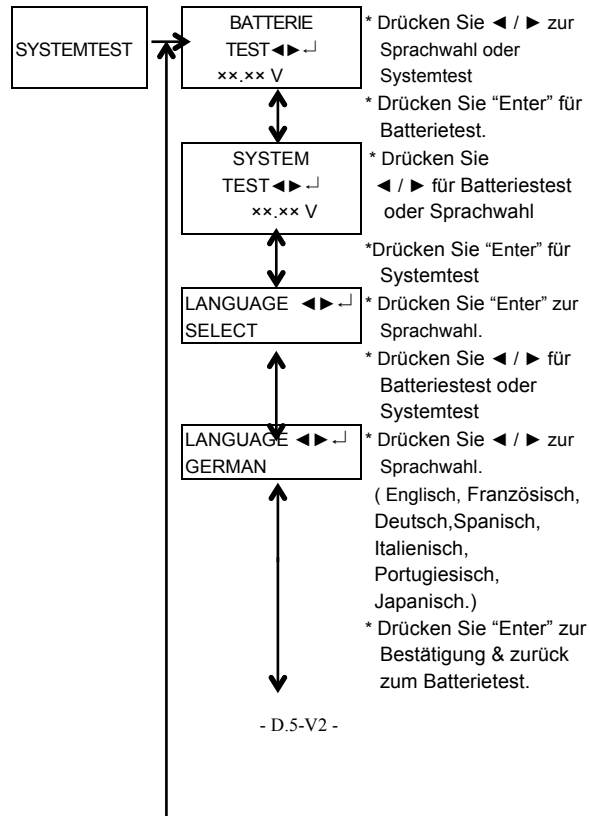 SYSTEMTEST
BATTERIE
TEST◄►↵
××.×× V
* Drücken Sie ◄ / ► zur
Sprachwahl oder
Systemtest
* Drücken Sie “Enter” für
Batterietest.
SYSTEM
TEST◄►↵
××.×× V
* Drücken Sie
◄ / ► für Batteriestest
oder Sprachwahl
*Drücken Sie “Enter” für
Systemtest
LANGUAGE ◄►↵
SELECT
* Drücken Sie “Enter” zur
Sprachwahl.
* Drücken Sie ◄ / ► für
Batteriestest oder
Systemtest
LANGUAGE ◄►↵
GERMAN
* Drücken Sie ◄ / ► zur
Sprachwahl.
( Englisch, Französisch,
Deutsch,Spanisch,
Italienisch,
Portugiesisch,
Japanisch.)
* Drücken Sie “Enter” zur
Bestätigung & zurück
zum Batterietest.
- D.5-V2 -